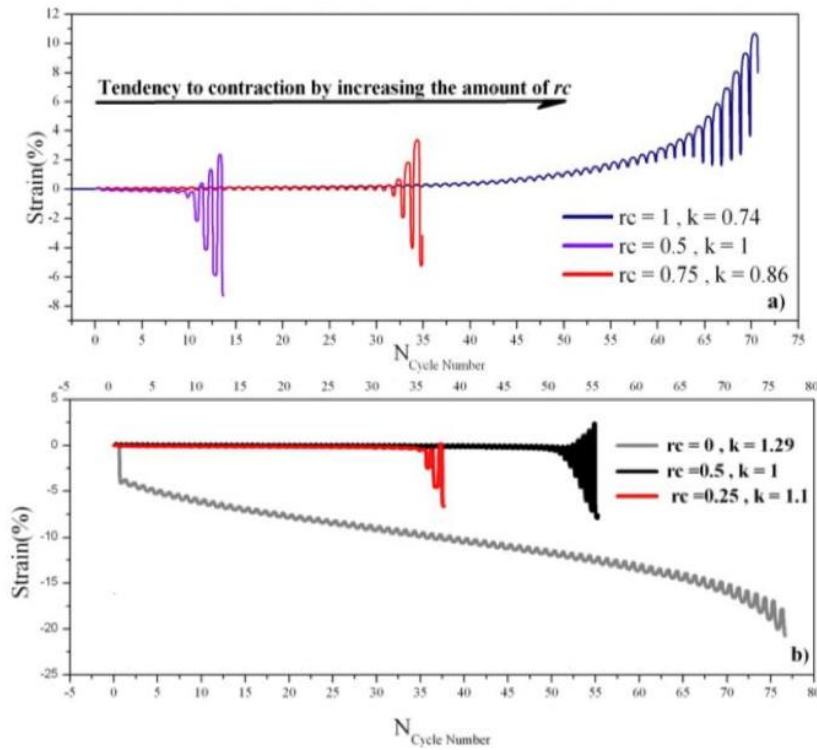 12
10
8
6
4
2
0
-2
-4
-6
-8
Strain(%)
Tendency to contraction by increasing the amount of rc
rc = 1 , k = 0.74
rc = 0.5 , k = 1
rc = 0.75 , k = 0.86
a)
0 5 10 15 20 25 30 35 40 45 50 55 60 65 70 75
N Cycle Number
-5 0 5 10 15 20 25 30 35 40 45 50 55 60 65 70 75 80
5
0
-5
-10
-15
-20
-25
Strain(%)
rc = 0 , k = 1.29
rc =0.5 , k = 1
rc =0.25 , k = 1.1
b)
-5 0 5 10 15 20 25 30 35 40 45 50 55 60 65 70 75 80
N Cycle Number